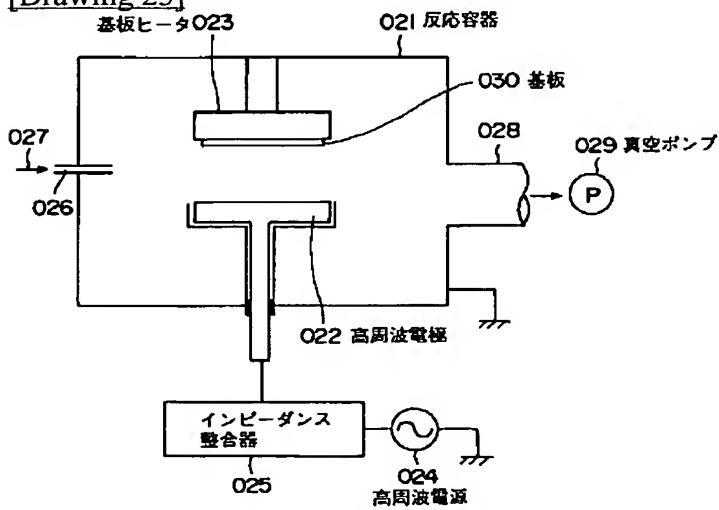 [Drawing 25]
基板ヒータ023
021 反応容器
030 基板
027
026
028
029 真空ポンプ
P
022 高周波電極
インピーダンス
整合器
025
024
高周波電源